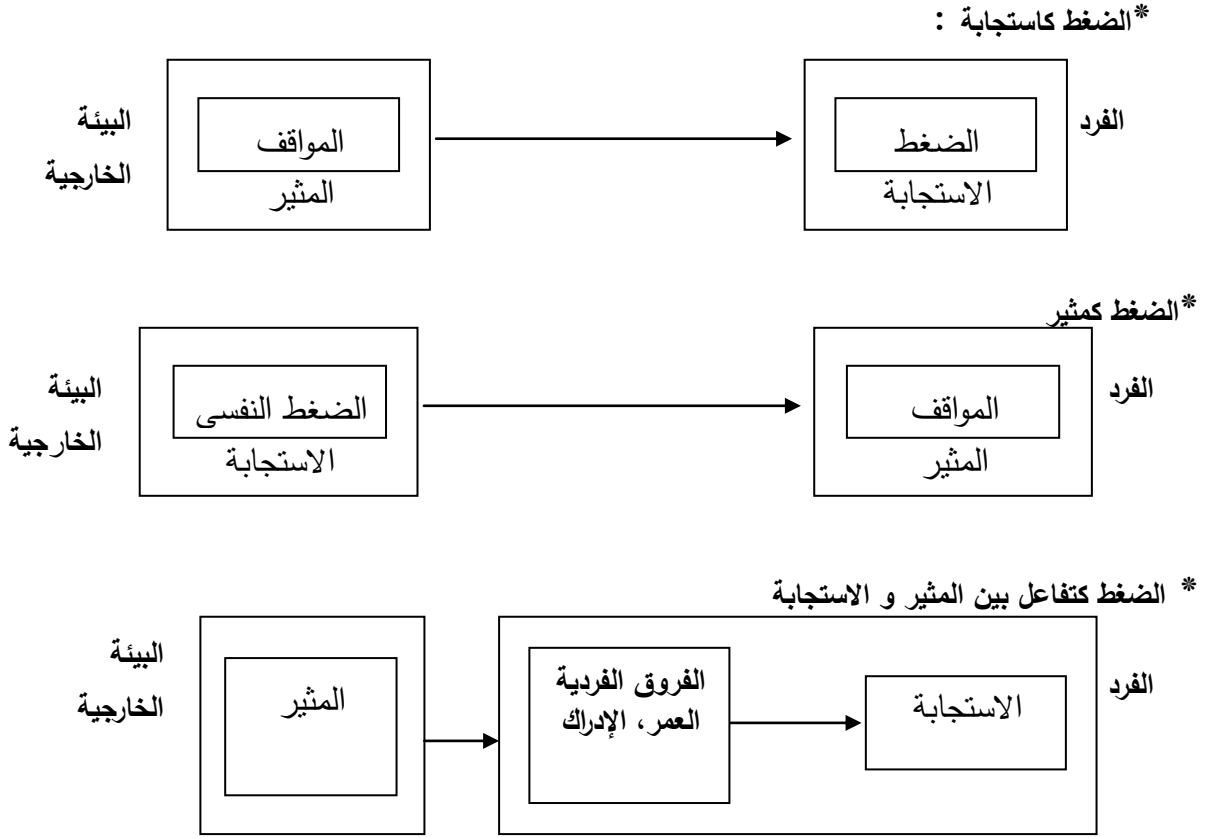 *الضغط كاستجابة :
الفرد
الضغط
الاستجابة
المواقف
المثير
البيئة
الخارجية
*الضغط كمثير
الفرد
المواقف
المثير
الضغط النفسى
الاستجابة
البيئة
الخارجية
* الضغط كتفاعل بين المثير و الاستجابة
الفرد
الاستجابة
الفروق الفردية
العمر، الإدراك
المثير
البيئة
الخارجية